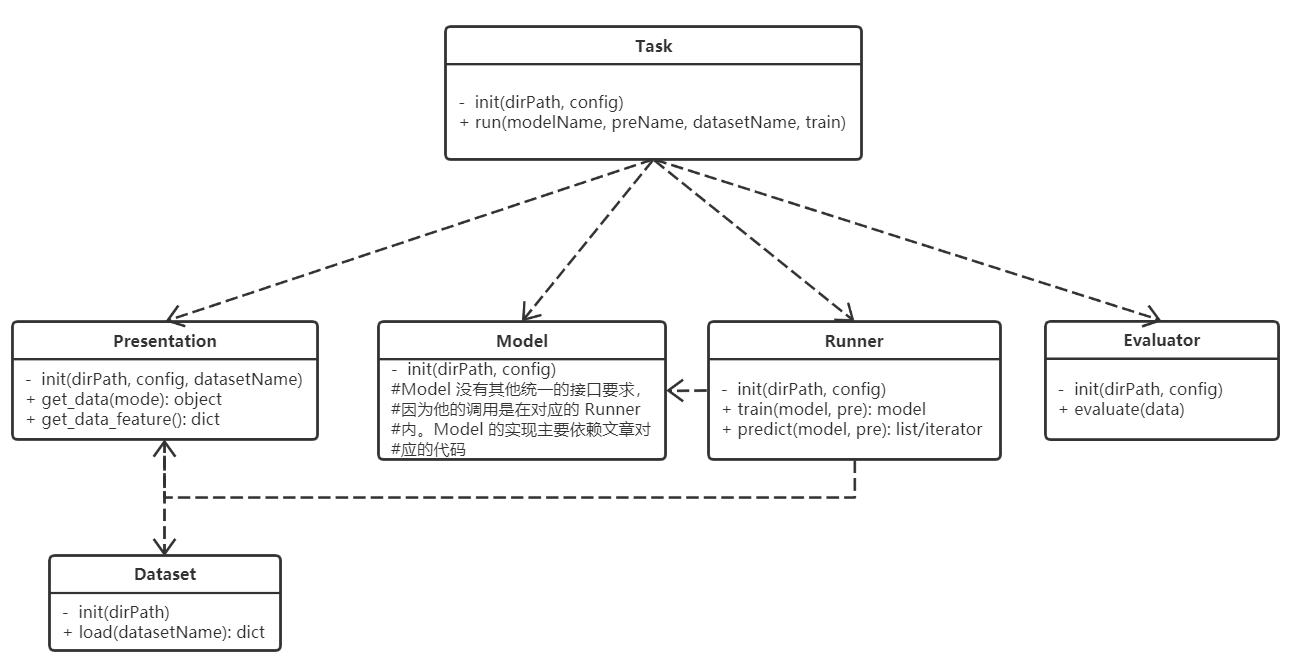 Task
- init(dirPath, config)
+ run(modelName, preName, datasetName, train)
Presentation
- init(dirPath, config, datasetName)
+ get_data(mode): object
+ get_data_feature(): dict
Model
- init(dirPath, config)
#Model 没有其他统一的接口要求，
#因为他的调用是在对应的 Runner
#内。Model 的实现主要依赖文章对
#应的代码
Runner
- init(dirPath, config)
+ train(model, pre): model
+ predict(model, pre): list/iterator
Evaluator
- init(dirPath, config)
+ evaluate(data)
Dataset
- init(dirPath)
+ load(datasetName): dict